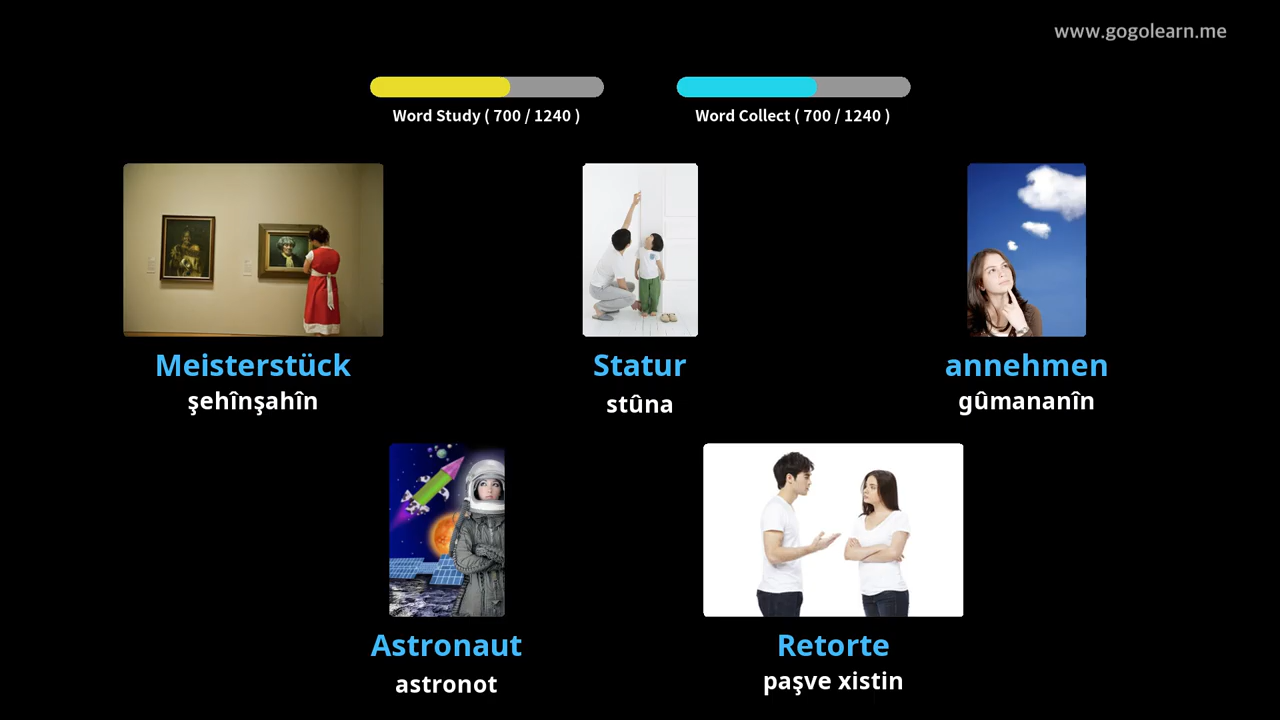 www.gogolearn.me
Word Study ( 700 / 1240 )
Word Collect ( 700 / 1240 )
Meisterstück
şehînşahîn
Statur
stûna
annehmen
gûmananîn
Astronaut
astronot
Retorte
paşve xistin